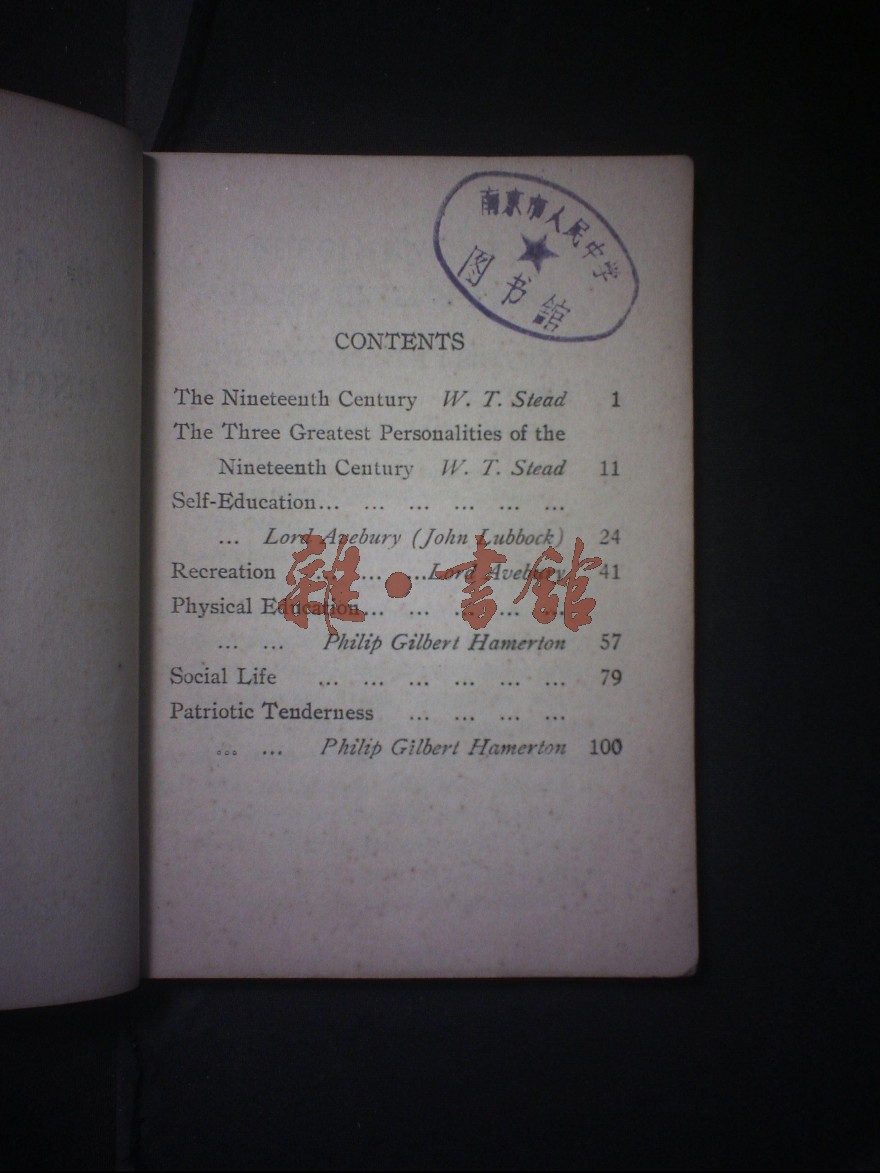 南京市人民中学
图书馆
CONTENTS
The Nineteenth Century W. T. Stead 1
The Three Greatest Personalities of the
Nineteenth Century W. T. Stead 11
Self-Education... ... ... ... ... ...
... Lord Avebury (John Lubbock) 24
Recreation ... ... ...Lord Avebury 41
雜·書館
Physical Education... ... ... ... ...
... ... Philip Gilbert Hamerton 57
Social Life ... ... ... ... ... ... 79
Patriotic Tenderness ... ... ... ...
... ... Philip Gilbert Hamerton 100